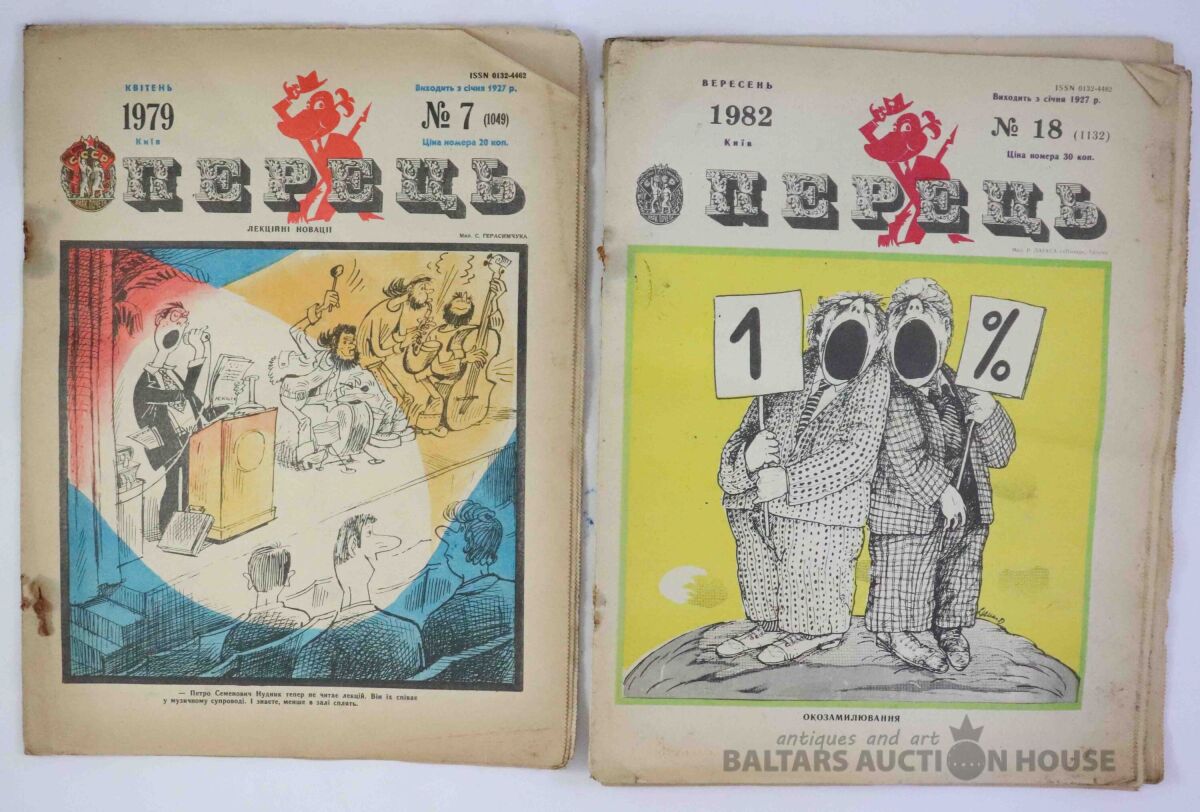 КВІТЕНЬ
1979
Київ
ISSN 0132-4462
Виходить з січня 1927 р.
№ 7 (1049)
Ціна номера 20 коп.
СССР
ПЕРЕЦЬ
ЛЕКЦІЙНІ НОВАЦІЇ
Мал. С. ГЕРАСИМЧУКА
— Петро Семенович Нудник тепер не читає лекцій. Він їх співає
у музичному супроводі. І знаєте, менше в залі сплять.
ВЕРЕСЕНЬ
1982
Київ
ISSN 0132-4462
Виходить з січня 1927 р.
№ 18 (1132)
Ціна номера 30 коп.
ПЕРЕЦЬ
1
%
ОКОЗАМИЛЮВАННЯ
antiques and art
BALTARS AUCTION HOUSE